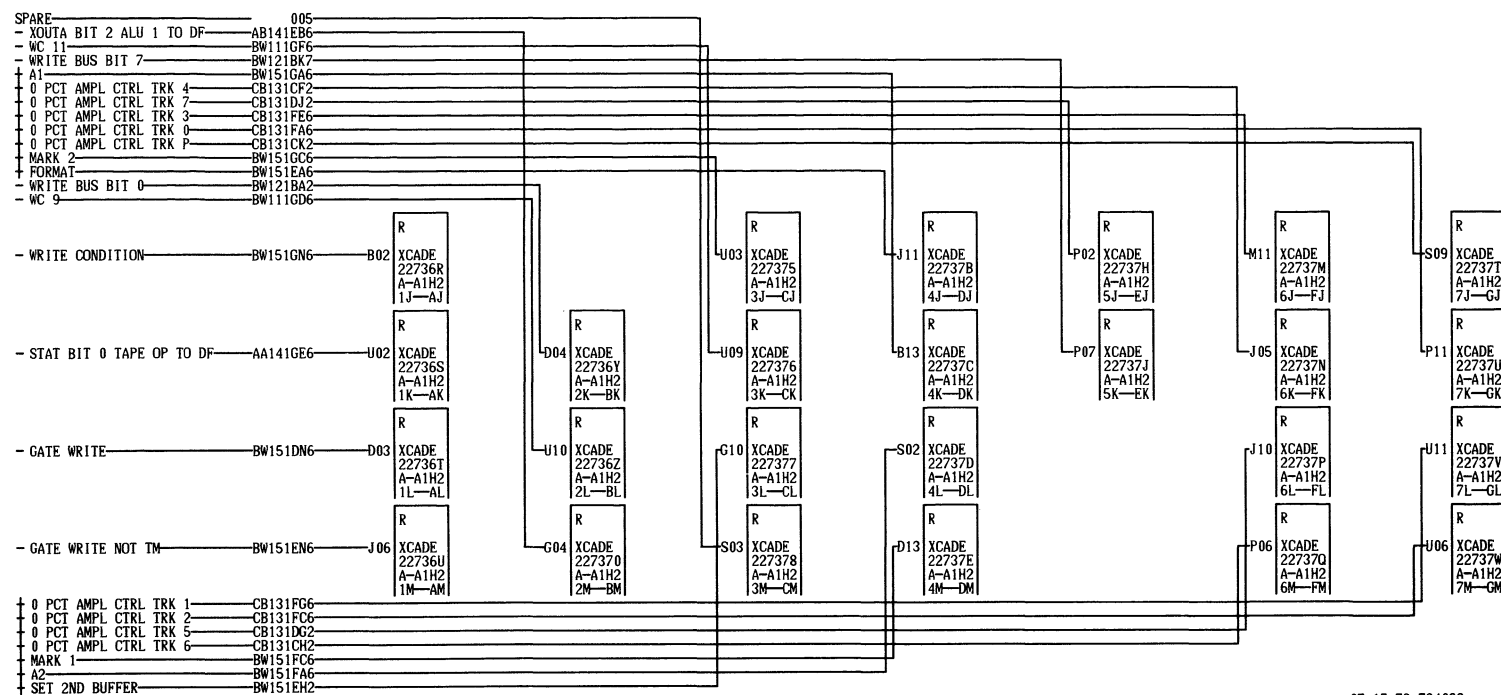 SPARE 005
- XOUTA BIT 2 ALU 1 TO DF AB141EB6
- WC 11 BW111GF6
- WRITE BUS BIT 7 BW121BK7
+ A1 BW151GA6
+ 0 PCT AMPL CTRL TRK 4 CB131CF2
+ 0 PCT AMPL CTRL TRK 7 CB131DJ2
+ 0 PCT AMPL CTRL TRK 3 CB131FE6
+ 0 PCT AMPL CTRL TRK 0 CB131FA6
+ 0 PCT AMPL CTRL TRK P CB131CK2
+ MARK 2 BW151GC6
+ FORMAT BW151EA6
- WRITE BUS BIT 0 BW121BA2
- WC 9 BW111GD6
R R R R R R
- WRITE CONDITION BW151GN6 B02 XCADE U03 XCADE J11 XCADE P02 XCADE M11 XCADE S09 XCADE
22736R 227375 22737B 22737H 22737M 22737T
A-A1H2 A-A1H2 A-A1H2 A-A1H2 A-A1H2 A-A1H2
1J—AJ 3J—CJ 4J—DJ 5J—EJ 6J—FJ 7J—GJ
R R R R R R R
- STAT BIT 0 TAPE OP TO DF AA141GE6 U02 XCADE D04 XCADE U09 XCADE B13 XCADE P07 XCADE J05 XCADE P11 XCADE
22736S 22736Y 227376 22737C 22737J 22737N 22737U
A-A1H2 A-A1H2 A-A1H2 A-A1H2 A-A1H2 A-A1H2 A-A1H2
1K—AK 2K—BK 3K—CK 4K—DK 5K—EK 6K—FK 7K—GK
R R R R R R
- GATE WRITE BW151DN6 D03 XCADE U10 XCADE G10 XCADE S02 XCADE J10 XCADE U11 XCADE
22736T 22736Z 227377 22737D 22737P 22737V
A-A1H2 A-A1H2 A-A1H2 A-A1H2 A-A1H2 A-A1H2
1L—AL 2L—BL 3L—CL 4L—DL 6L—FL 7L—GL
R R R R R R
- GATE WRITE NOT TM BW151EN6 J06 XCADE G04 XCADE S03 XCADE D13 XCADE P06 XCADE U06 XCADE
22736U 227370 227378 22737E 22737Q 22737W
A-A1H2 A-A1H2 A-A1H2 A-A1H2 A-A1H2 A-A1H2
1M—AM 2M—BM 3M—CM 4M—DM 6M—FM 7M—GM
+ 0 PCT AMPL CTRL TRK 1 CB131FG6
+ 0 PCT AMPL CTRL TRK 2 CB131FC6
+ 0 PCT AMPL CTRL TRK 5 CB131DG2
+ 0 PCT AMPL CTRL TRK 6 CB131CH2
+ MARK 1 BW151FC6
+ A2 BW151FA6
+ SET 2ND BUFFER BW151EH2